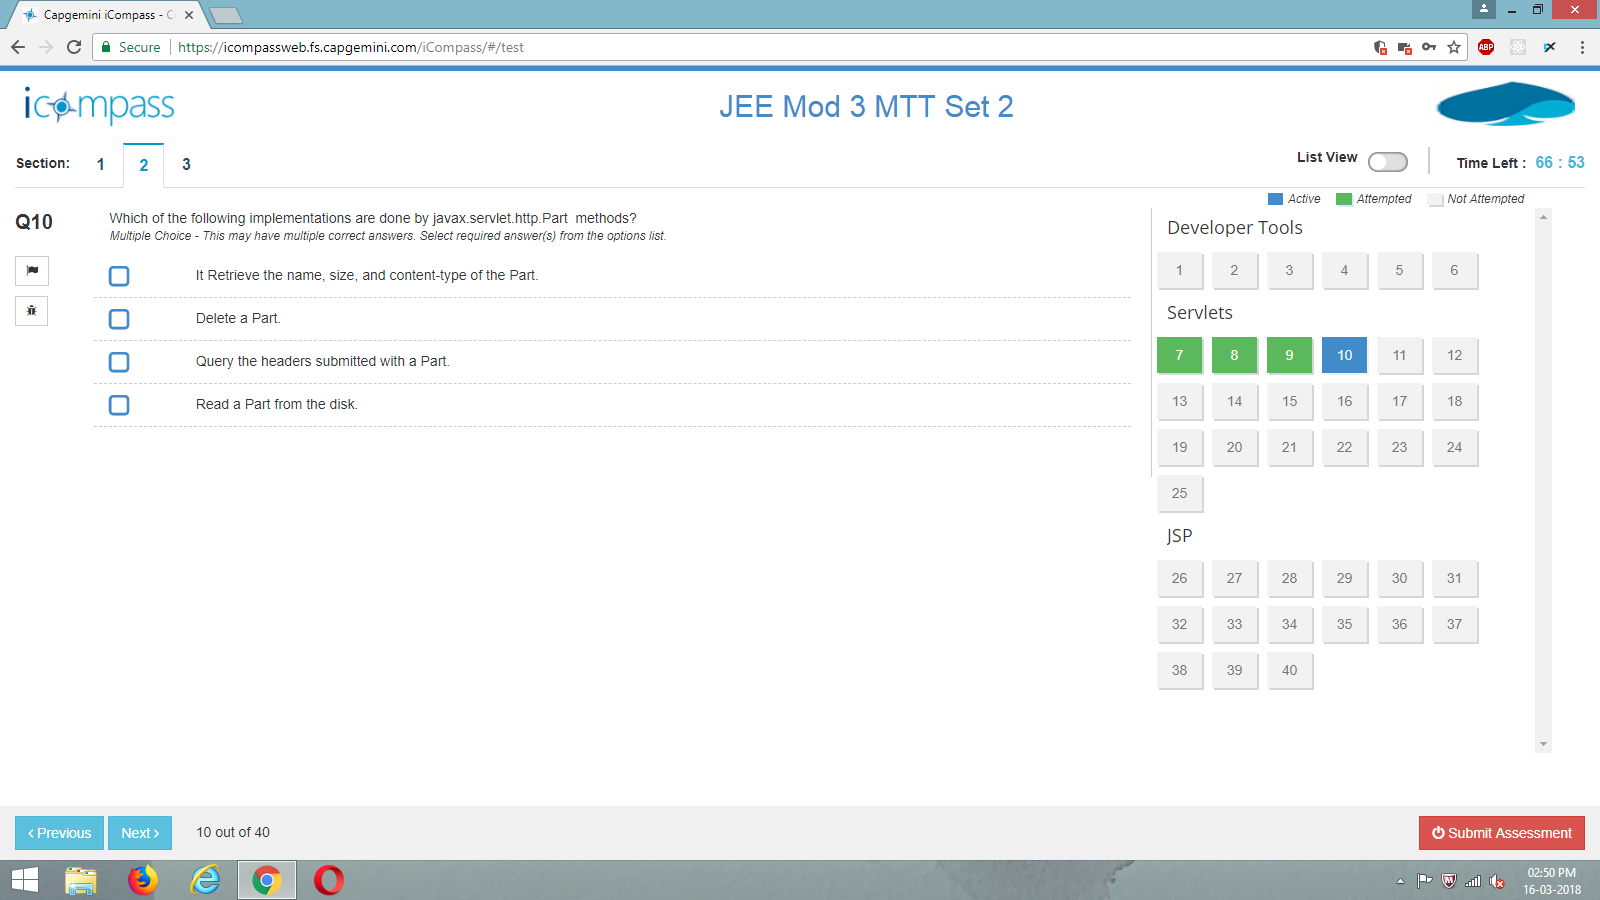 Capgemini iCompass - C
Secure https://icompassweb.fs.capgemini.com/iCompass/#/test
ABP
icompass
JEE Mod 3 MTT Set 2
Section: 1 2 3
List View
Time Left : 66 : 53
Active Attempted Not Attempted
Q10
Which of the following implementations are done by javax.servlet.http.Part methods?
Multiple Choice - This may have multiple correct answers. Select required answer(s) from the options list.
It Retrieve the name, size, and content-type of the Part.
Delete a Part.
Query the headers submitted with a Part.
Read a Part from the disk.
Developer Tools
1 2 3 4 5 6
Servlets
7 8 9 10 11 12
13 14 15 16 17 18
19 20 21 22 23 24
25
JSP
26 27 28 29 30 31
32 33 34 35 36 37
38 39 40
Previous Next 10 out of 40
Submit Assessment
02:50 PM
16-03-2018